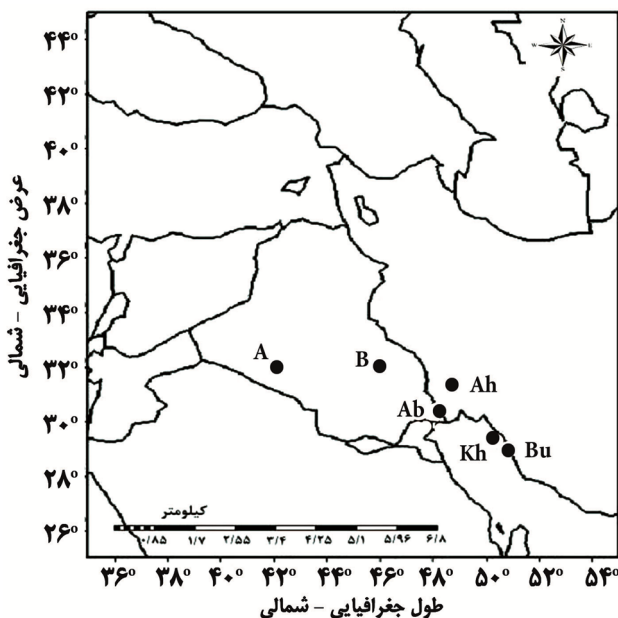 N
W E
S
۴۴°
۴۲°
۴۰°
۳۸°
۳۶°
۳۴°
۳۲°
۳۰°
۲۸°
۲۶°
عرض جغرافیایی – شمالی
A
B
Ah
Ab
Kh
Bu
کیلومتر
۰/۸۵ ۱/۷ ۲/۵۵ ۳/۴ ۴/۲۵ ۵/۱ ۵/۹۶ ۶/۸
۳۶° ۳۸° ۴۰° ۴۲° ۴۴° ۴۶° ۴۸° ۵۰° ۵۲° ۵۴°
طول جغرافیایی – شمالی